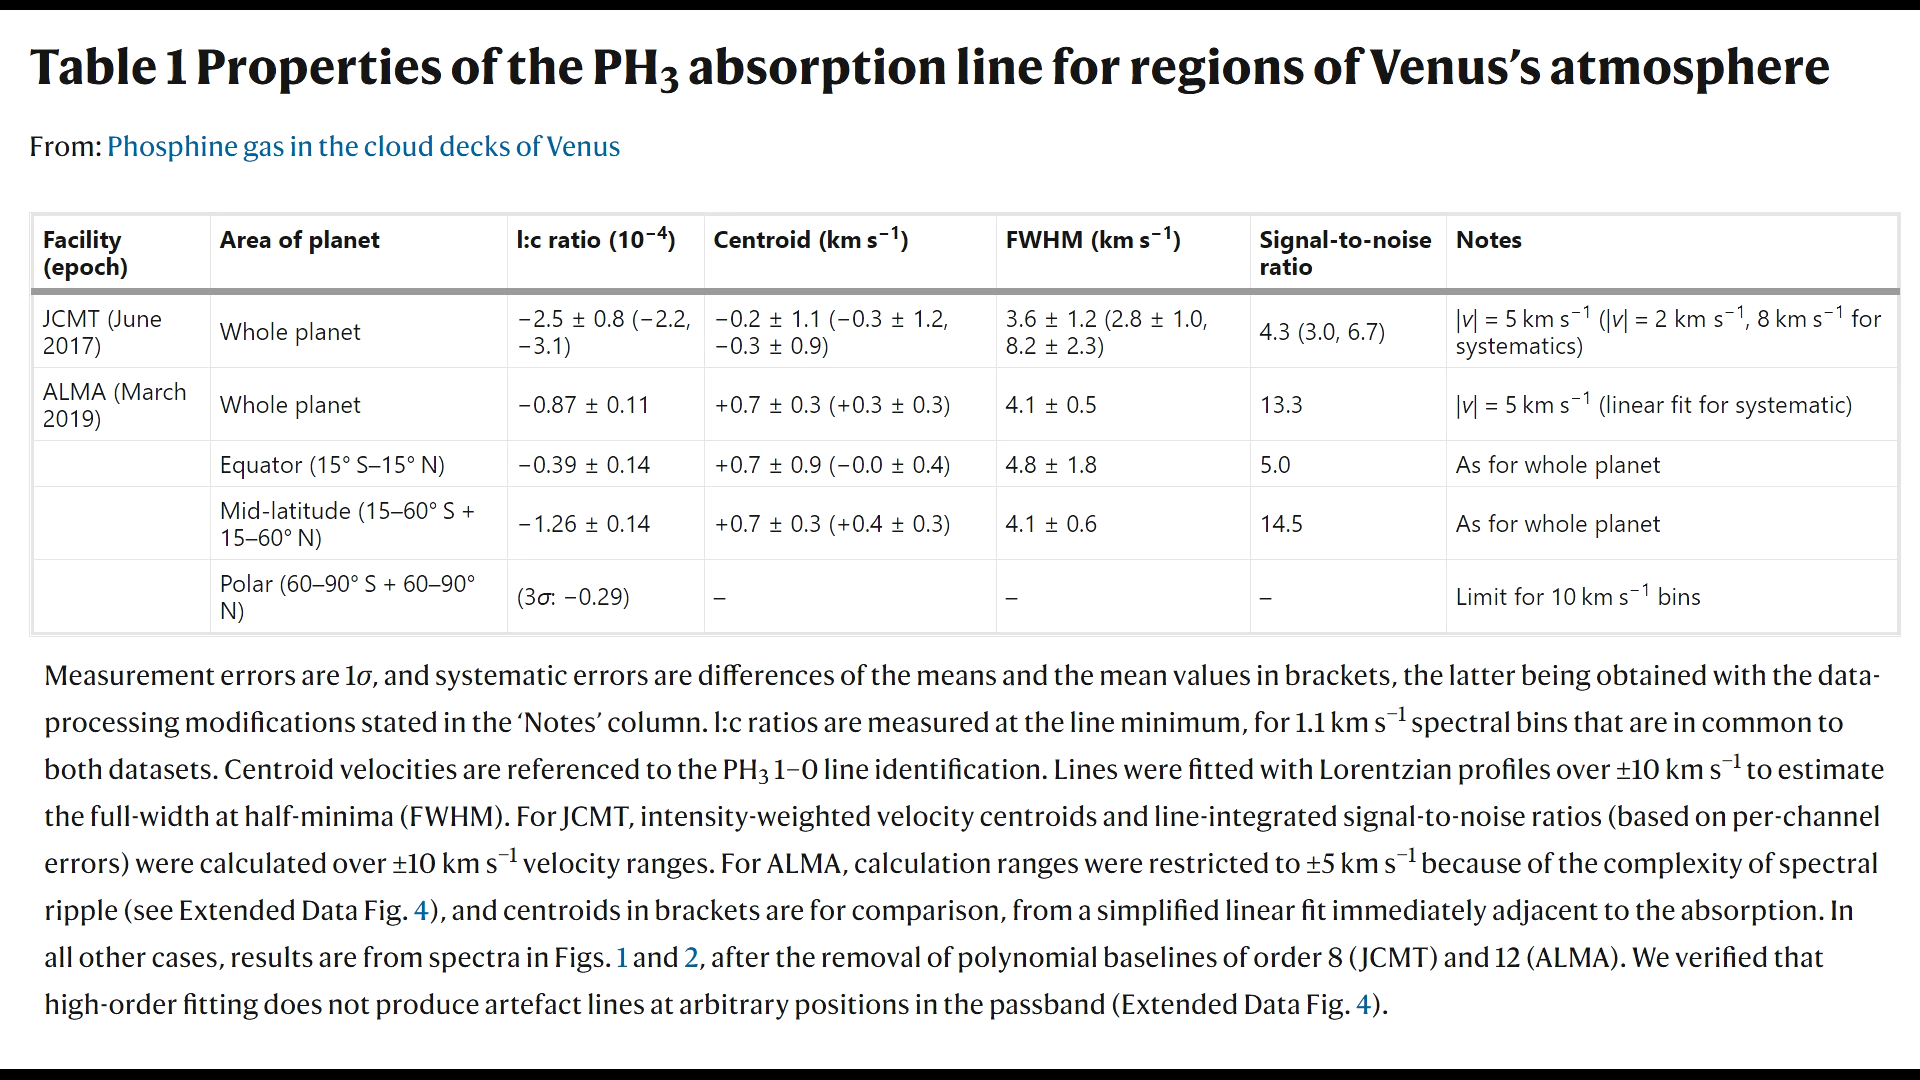 Table 1 Properties of the PH₃ absorption line for regions of Venus’s atmosphere
From: Phosphine gas in the cloud decks of Venus
Facility (epoch) Area of planet l:c ratio (10⁻⁴) Centroid (km s⁻¹) FWHM (km s⁻¹) Signal-to-noise ratio Notes
JCMT (June 2017) Whole planet −2.5 ± 0.8 (−2.2, −3.1) −0.2 ± 1.1 (−0.3 ± 1.2, −0.3 ± 0.9) 3.6 ± 1.2 (2.8 ± 1.0, 8.2 ± 2.3) 4.3 (3.0, 6.7) |v| = 5 km s⁻¹ (|v| = 2 km s⁻¹, 8 km s⁻¹ for systematics)
ALMA (March 2019) Whole planet −0.87 ± 0.11 +0.7 ± 0.3 (+0.3 ± 0.3) 4.1 ± 0.5 13.3 |v| = 5 km s⁻¹ (linear fit for systematic)
Equator (15° S–15° N) −0.39 ± 0.14 +0.7 ± 0.9 (−0.0 ± 0.4) 4.8 ± 1.8 5.0 As for whole planet
Mid-latitude (15–60° S + 15–60° N) −1.26 ± 0.14 +0.7 ± 0.3 (+0.4 ± 0.3) 4.1 ± 0.6 14.5 As for whole planet
Polar (60–90° S + 60–90° N) (3σ: −0.29) – – – Limit for 10 km s⁻¹ bins
Measurement errors are 1σ, and systematic errors are differences of the means and the mean values in brackets, the latter being obtained with the data-
processing modifications stated in the ‘Notes’ column. l:c ratios are measured at the line minimum, for 1.1 km s⁻¹ spectral bins that are in common to
both datasets. Centroid velocities are referenced to the PH₃ 1–0 line identification. Lines were fitted with Lorentzian profiles over ±10 km s⁻¹ to estimate
the full-width at half-minima (FWHM). For JCMT, intensity-weighted velocity centroids and line-integrated signal-to-noise ratios (based on per-channel
errors) were calculated over ±10 km s⁻¹ velocity ranges. For ALMA, calculation ranges were restricted to ±5 km s⁻¹ because of the complexity of spectral
ripple (see Extended Data Fig. 4), and centroids in brackets are for comparison, from a simplified linear fit immediately adjacent to the absorption. In
all other cases, results are from spectra in Figs. 1 and 2, after the removal of polynomial baselines of order 8 (JCMT) and 12 (ALMA). We verified that
high-order fitting does not produce artefact lines at arbitrary positions in the passband (Extended Data Fig. 4).